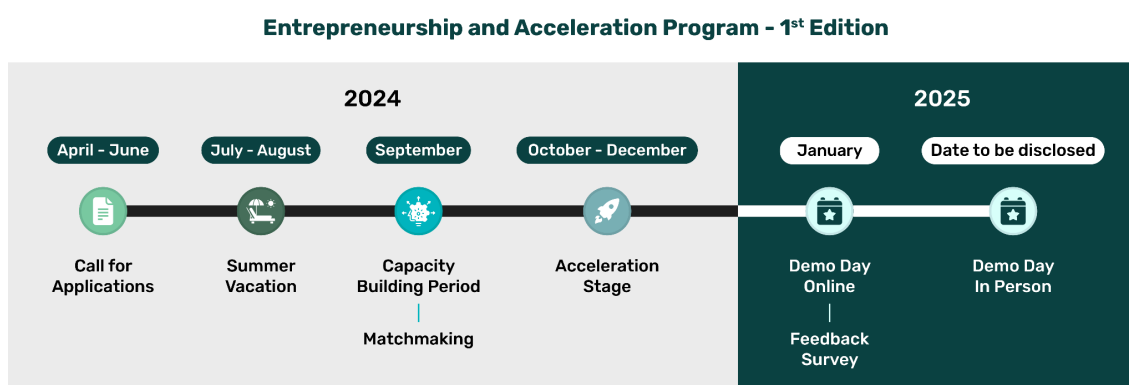 Entrepreneurship and Acceleration Program - 1st Edition
2024
2025
April - June
July - August
September
October - December
January
Date to be disclosed
Call for
Applications
Summer
Vacation
Capacity
Building Period
Matchmaking
Acceleration
Stage
Demo Day
Online
Feedback
Survey
Demo Day
In Person